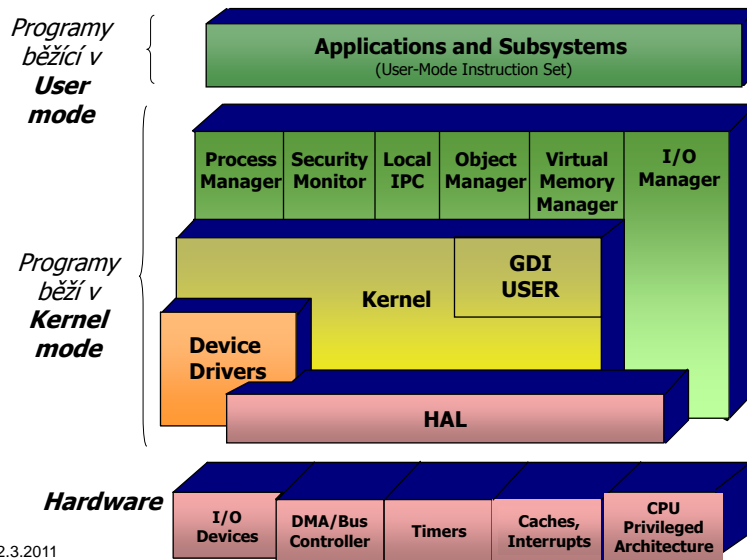 Programy
běžící v
User
mode
Applications and Subsystems
(User-Mode Instruction Set)
Programy
běží v
Kernel
mode
Process
Manager
Security
Monitor
Local
IPC
Object
Manager
Virtual
Memory
Manager
I/O
Manager
GDI
USER
Kernel
Device
Drivers
HAL
Hardware
I/O
Devices
DMA/Bus
Controller
Timers
Caches,
Interrupts
CPU
Privileged
Architecture
2.3.2011